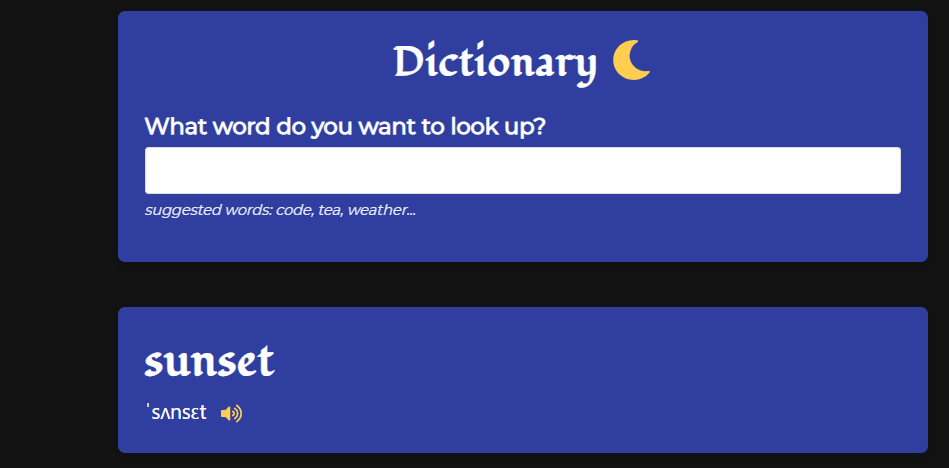 Dictionary
What word do you want to look up?
suggested words: code, tea, weather...
sunset
ˈsʌnsɛt